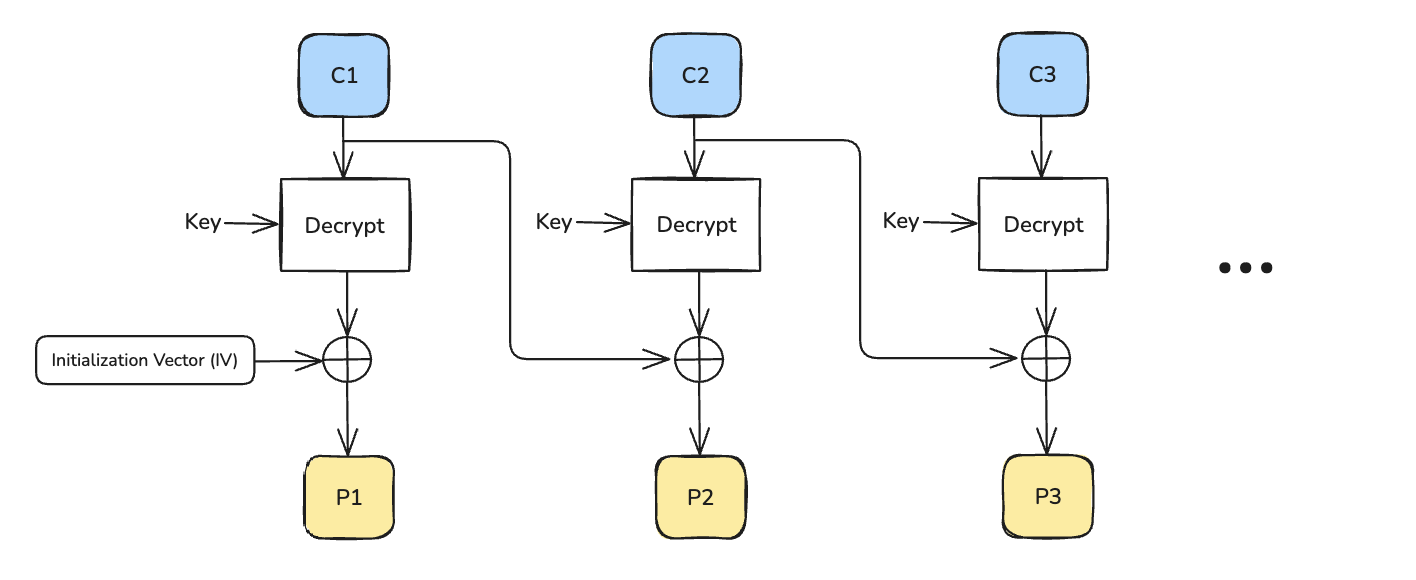 C1
C2
C3
Key
Decrypt
Key
Decrypt
Key
Decrypt
Initialization Vector (IV)
P1
P2
P3